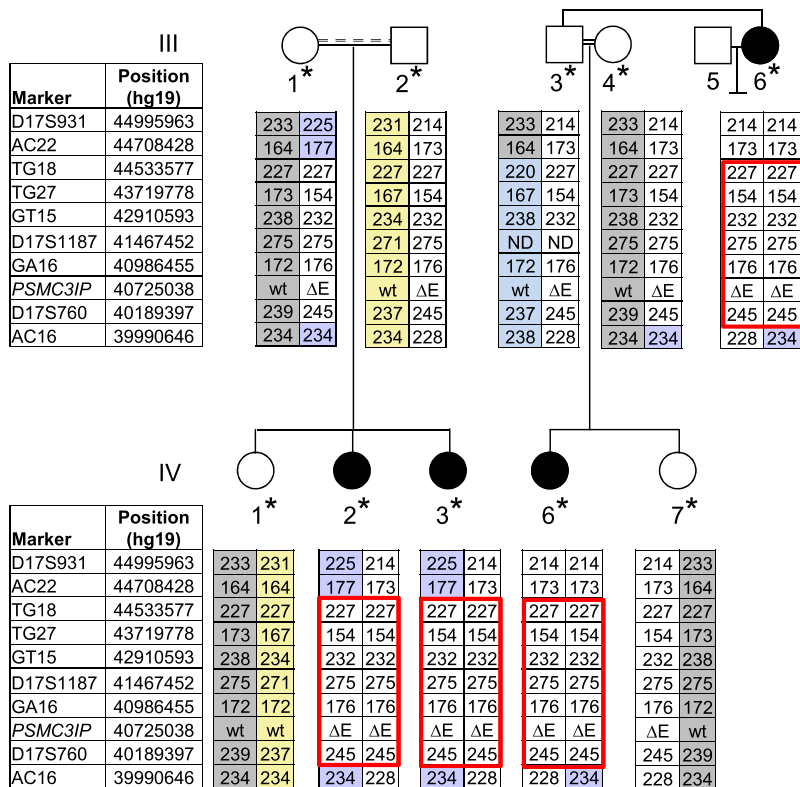 III
1* 2* 3* 4* 5 6*
Marker Position (hg19)
D17S931 44995963 233 225 231 214 233 214 233 214 214 214
AC22 44708428 164 177 164 173 164 173 164 173 173 173
TG18 44533577 227 227 227 227 220 227 227 227 227 227
TG27 43719778 173 154 167 154 167 154 173 154 154 154
GT15 42910593 238 232 234 232 238 232 238 232 232 232
D17S1187 41467452 275 275 271 275 ND ND 275 275 275 275
GA16 40986455 172 176 172 176 172 176 172 176 176 176
PSMC3IP 40725038 wt ΔE wt ΔE wt ΔE wt ΔE ΔE ΔE
D17S760 40189397 239 245 237 245 237 245 239 245 245 245
AC16 39990646 234 234 234 228 238 228 234 234 228 234
IV
1* 2* 3* 6* 7*
Marker Position (hg19)
D17S931 44995963 233 231 225 214 225 214 214 214 214 233
AC22 44708428 164 164 177 173 177 173 173 173 173 164
TG18 44533577 227 227 227 227 227 227 227 227 227 227
TG27 43719778 173 167 154 154 154 154 154 154 154 173
GT15 42910593 238 234 232 232 232 232 232 232 232 238
D17S1187 41467452 275 271 275 275 275 275 275 275 275 275
GA16 40986455 172 172 176 176 176 176 176 176 176 172
PSMC3IP 40725038 wt wt ΔE ΔE ΔE ΔE ΔE ΔE ΔE wt
D17S760 40189397 239 237 245 245 245 245 245 245 245 239
AC16 39990646 234 234 234 228 234 228 228 234 228 234